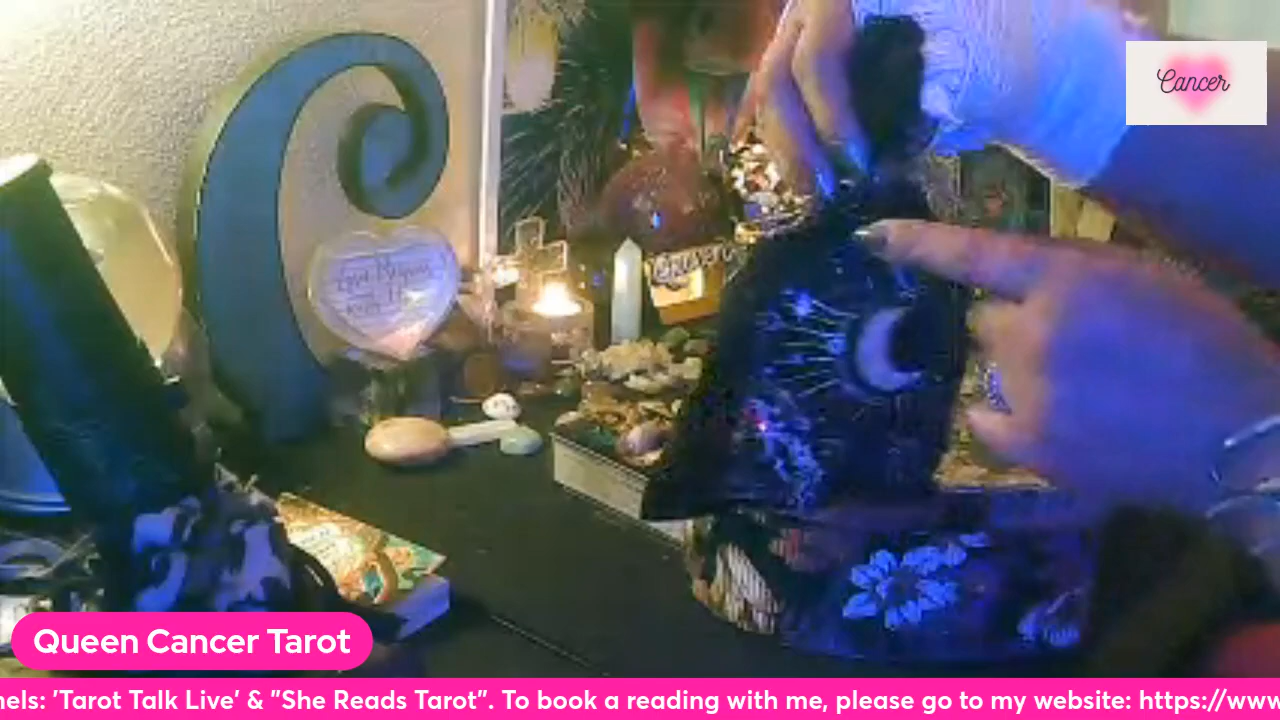 Cancer
Queen Cancer Tarot
nels: 'Tarot Talk Live' & "She Reads Tarot". To book a reading with me, please go to my website: https://www